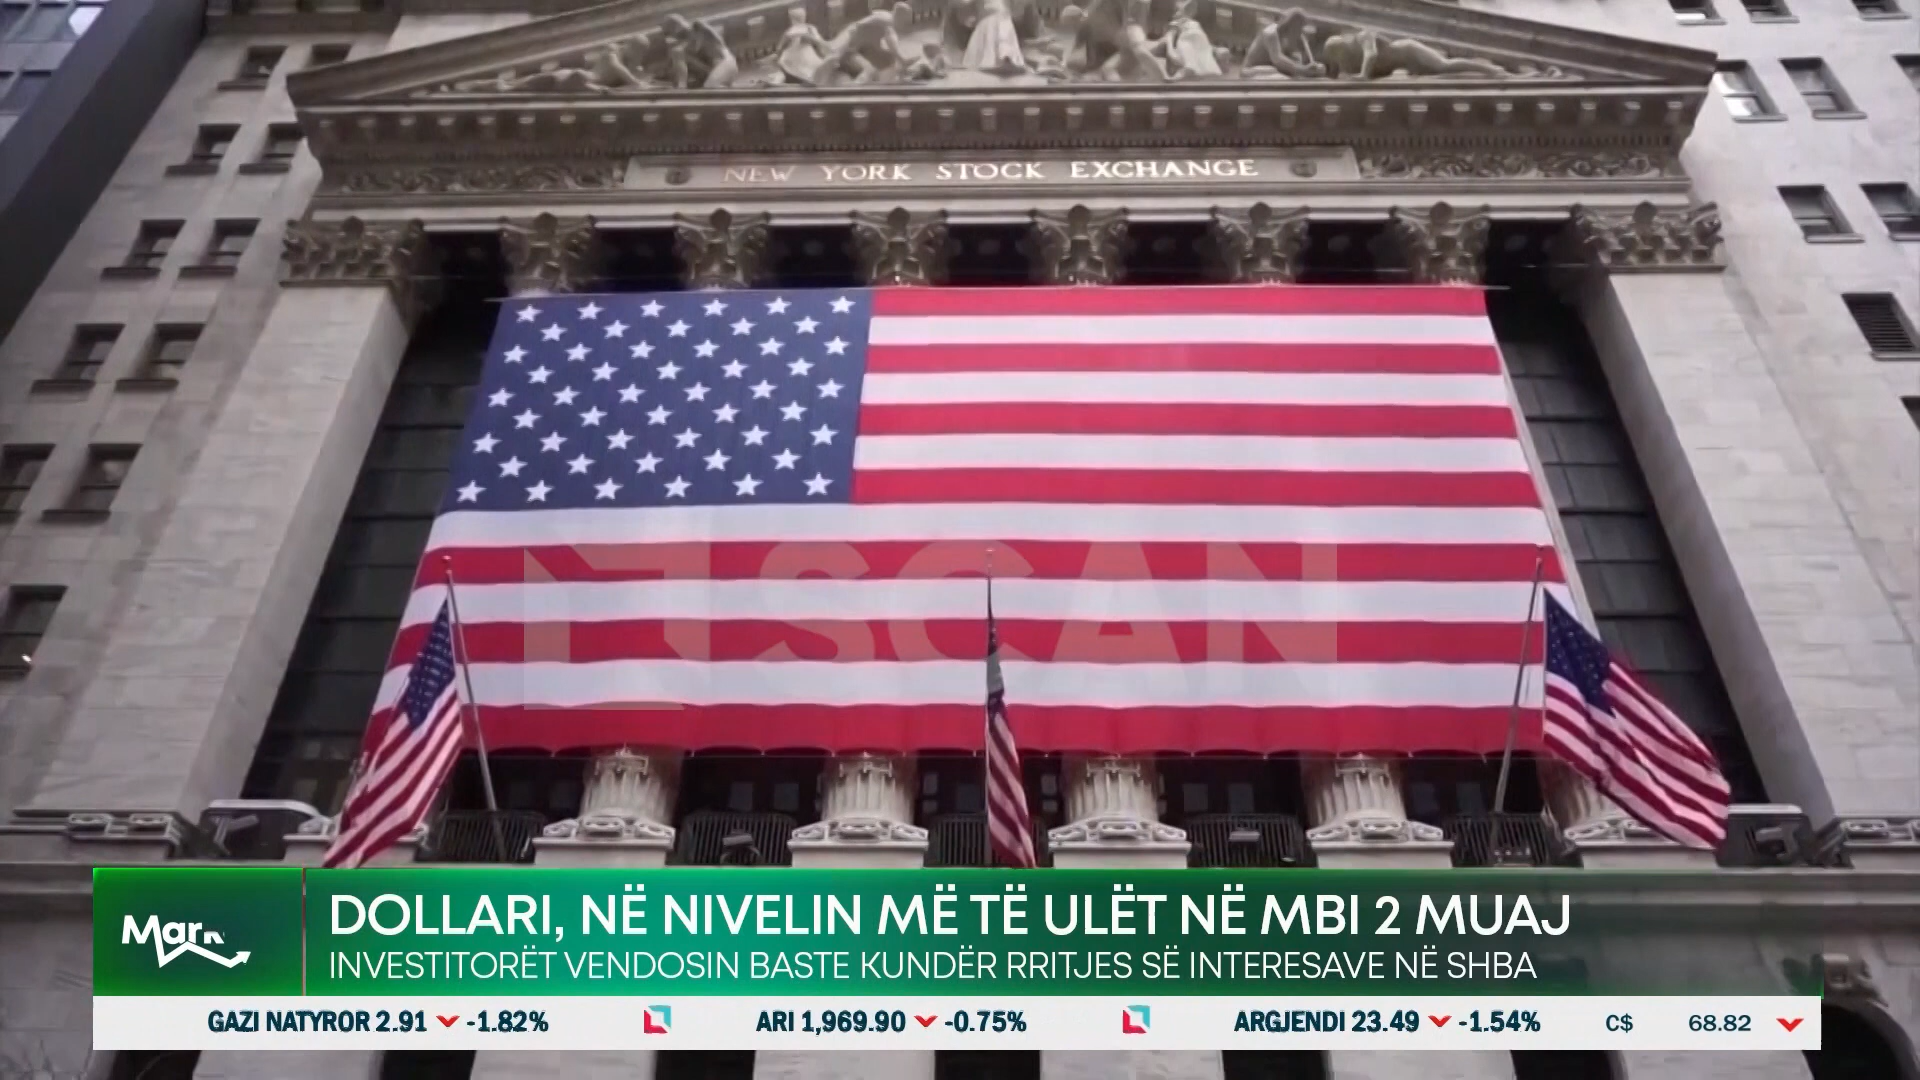 NEW YORK STOCK EXCHANGE
SCAN
Mark
DOLLARI, NË NIVELIN MË TË ULËT NË MBI 2 MUAJ
INVESTITORËT VENDOSIN BASTE KUNDËR RRITJES SË INTERESAVE NË SHBA
GAZI NATYROR 2.91 -1.82% ARI 1,969.90 -0.75% ARGJENDI 23.49 -1.54% C$ 68.82